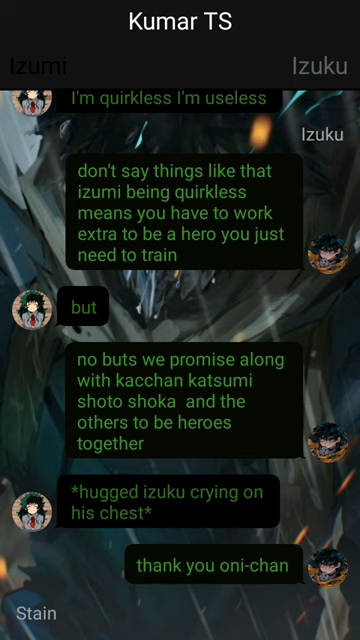 Kumar TS
Izumi
Izuku
I'm quirkless I'm useless
Izuku
don't say things like that
izumi being quirkless
means you have to work
extra to be a hero you just
need to train
but
no buts we promise along
with kacchan katsumi
shoto shoka and the
others to be heroes
together
*hugged izuku crying on
his chest*
thank you oni-chan
Stain